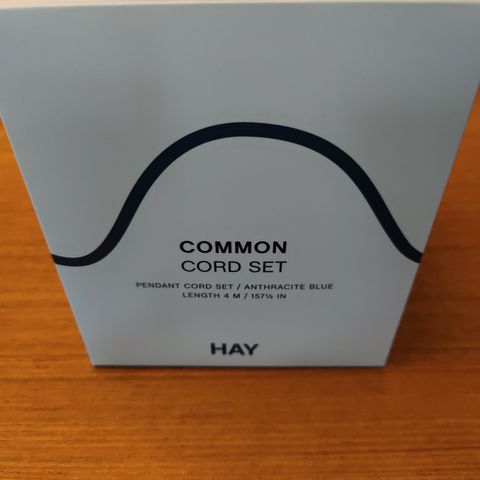 COMMON
CORD SET
PENDANT CORD SET / ANTHRACITE BLUE
LENGTH 4 M / 157½ IN
HAY